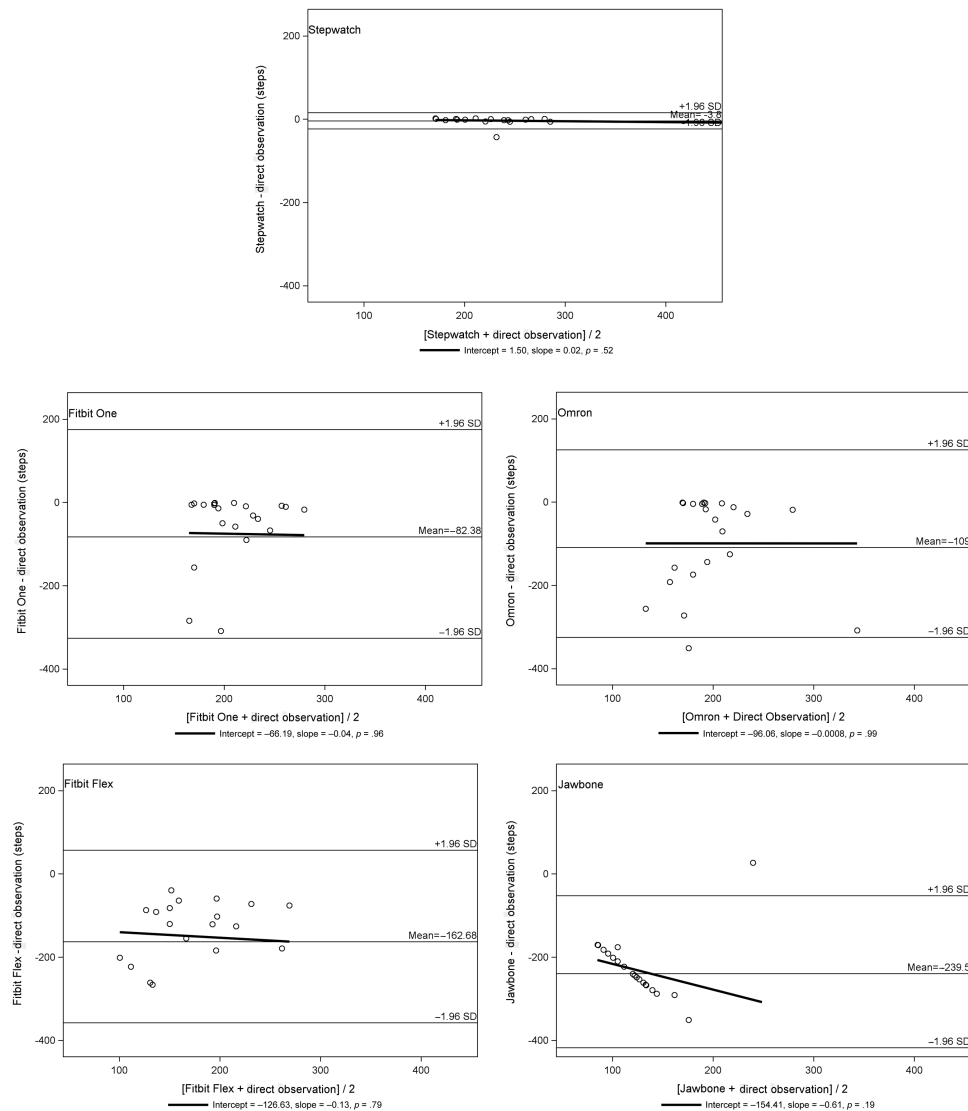 Stepwatch
200
0
-200
-400
Stepwatch - direct observation (steps)
+1.96 SD
Mean= -3.8
-1.96 SD
100 200 300 400
[Stepwatch + direct observation] / 2
Intercept = 1.50, slope = 0.02, p = .52
Fitbit One
200
0
-200
-400
Fitbit One - direct observation (steps)
+1.96 SD
Mean=−82.38
−1.96 SD
100 200 300 400
[Fitbit One + direct observation] / 2
Intercept = −66.19, slope = −0.04, p = .96
Omron
200
0
-200
-400
Omron - direct observation (steps)
+1.96 SD
Mean=−109
−1.96 SD
100 200 300 400
[Omron + Direct Observation] / 2
Intercept = −96.06, slope = −0.0008, p = .99
Fitbit Flex
200
0
-200
-400
Fitbit Flex - direct observation (steps)
+1.96 SD
Mean=−162.68
−1.96 SD
100 200 300 400
[Fitbit Flex + direct observation] / 2
Intercept = −126.63, slope = −0.13, p = .79
Jawbone
200
0
-200
-400
Jawbone - direct observation (steps)
+1.96 SD
Mean=−239.5
−1.96 SD
100 200 300 400
[Jawbone + direct observation] / 2
Intercept = −154.41, slope = −0.61, p = .19